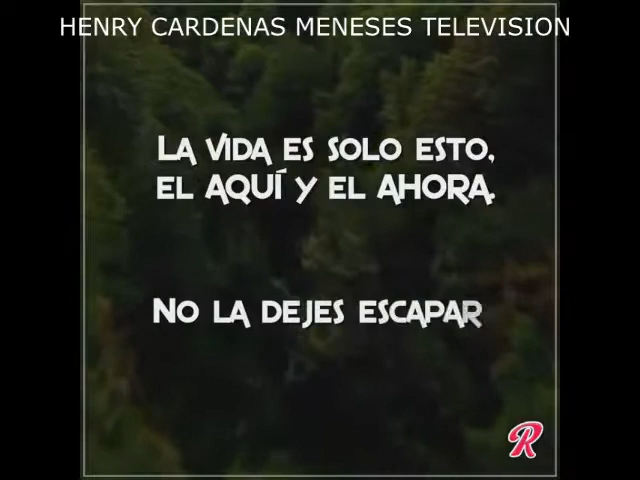 HENRY CARDENAS MENESES TELEVISION
LA VIDA ES SOLO ESTO,
EL AQUÍ Y EL AHORA.
NO LA DEJES ESCAPAR
R